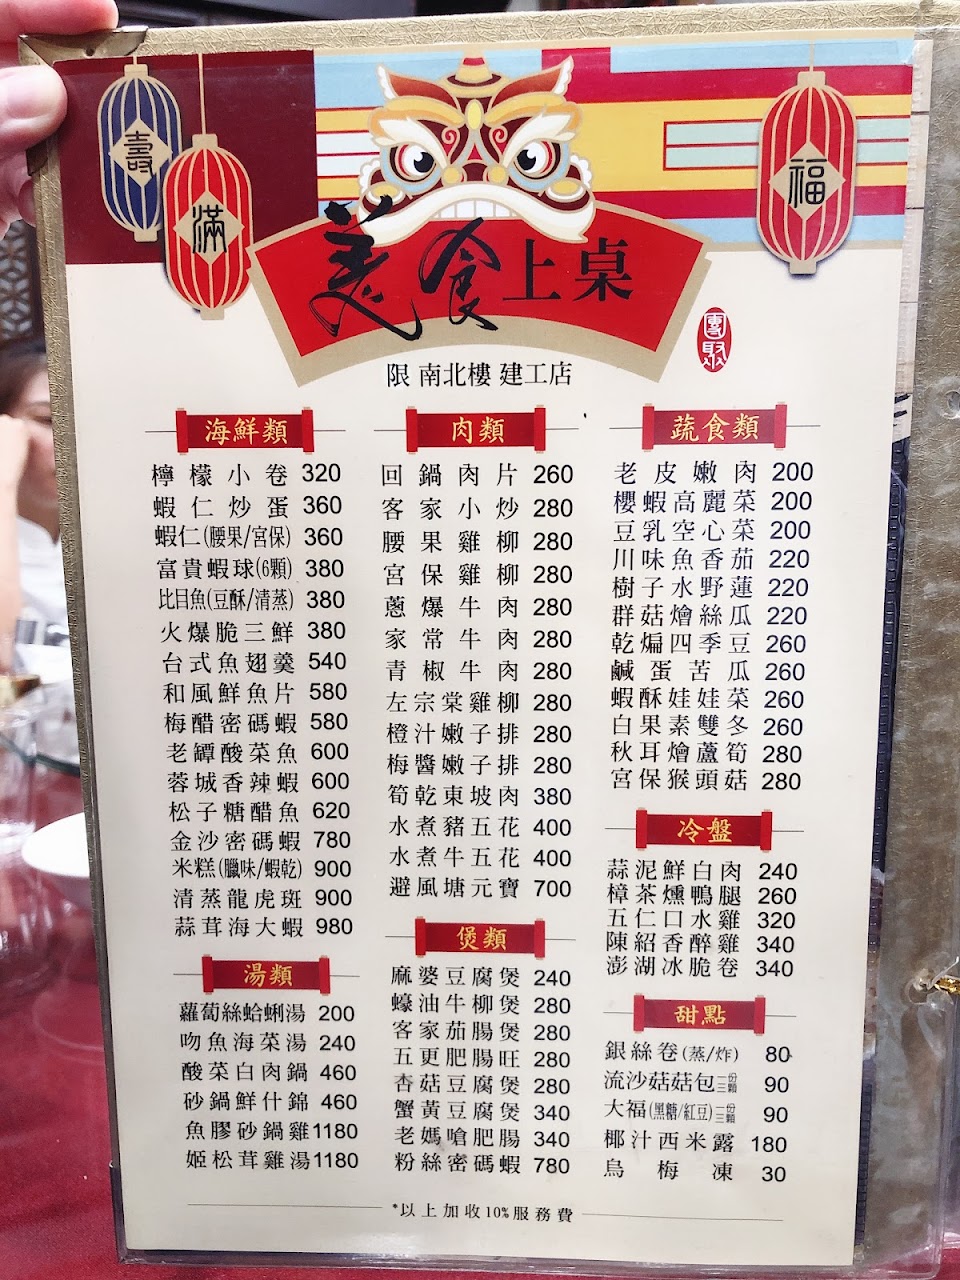 壽
滿
福
美食上桌
團聚
限 南北樓 建工店
海鮮類
檸檬小卷 320
蝦仁炒蛋 360
蝦仁(腰果/宮保) 360
富貴蝦球(6顆) 380
比目魚(豆酥/清蒸) 380
火爆脆三鮮 380
台式魚翅羹 540
和風鮮魚片 580
梅醋密碼蝦 580
老罈酸菜魚 600
蓉城香辣蝦 600
松子糖醋魚 620
金沙密碼蝦 780
米糕(臘味/蝦乾) 900
清蒸龍虎斑 900
蒜茸海大蝦 980
湯類
蘿蔔絲蛤蜊湯 200
吻魚海菜湯 240
酸菜白肉鍋 460
砂鍋鮮什錦 460
魚膠砂鍋雞 1180
姬松茸雞湯 1180
肉類
回鍋肉片 260
客家小炒 280
腰果雞柳 280
宮保雞柳 280
蔥爆牛肉 280
家常牛肉 280
青椒牛肉 280
左宗棠雞柳 280
橙汁嫩子排 280
梅醬嫩子排 280
筍乾東坡肉 380
水煮豬五花 400
水煮牛五花 400
避風塘元寶 700
煲類
麻婆豆腐煲 240
蠔油牛柳煲 280
客家茄腸煲 280
五更肥腸旺 280
杏菇豆腐煲 280
蟹黃豆腐煲 340
老媽嗆肥腸 340
粉絲密碼蝦 780
蔬食類
老皮嫩肉 200
櫻蝦高麗菜 200
豆乳空心菜 200
川味魚香茄 220
樹子水野蓮 220
群菇燴絲瓜 220
乾煸四季豆 260
鹹蛋苦瓜 260
蝦酥娃娃菜 260
白果素雙冬 260
秋耳燴蘆筍 280
宮保猴頭菇 280
冷盤
蒜泥鮮白肉 240
樟茶燻鴨腿 260
五仁口水雞 320
陳紹香醉雞 340
澎湖冰脆卷 340
甜點
銀絲卷(蒸/炸) 80
流沙菇菇包 一份三顆 90
大福(黑糖/紅豆) 一份三顆 90
椰汁西米露 180
烏梅凍 30
*以上加收10%服務費